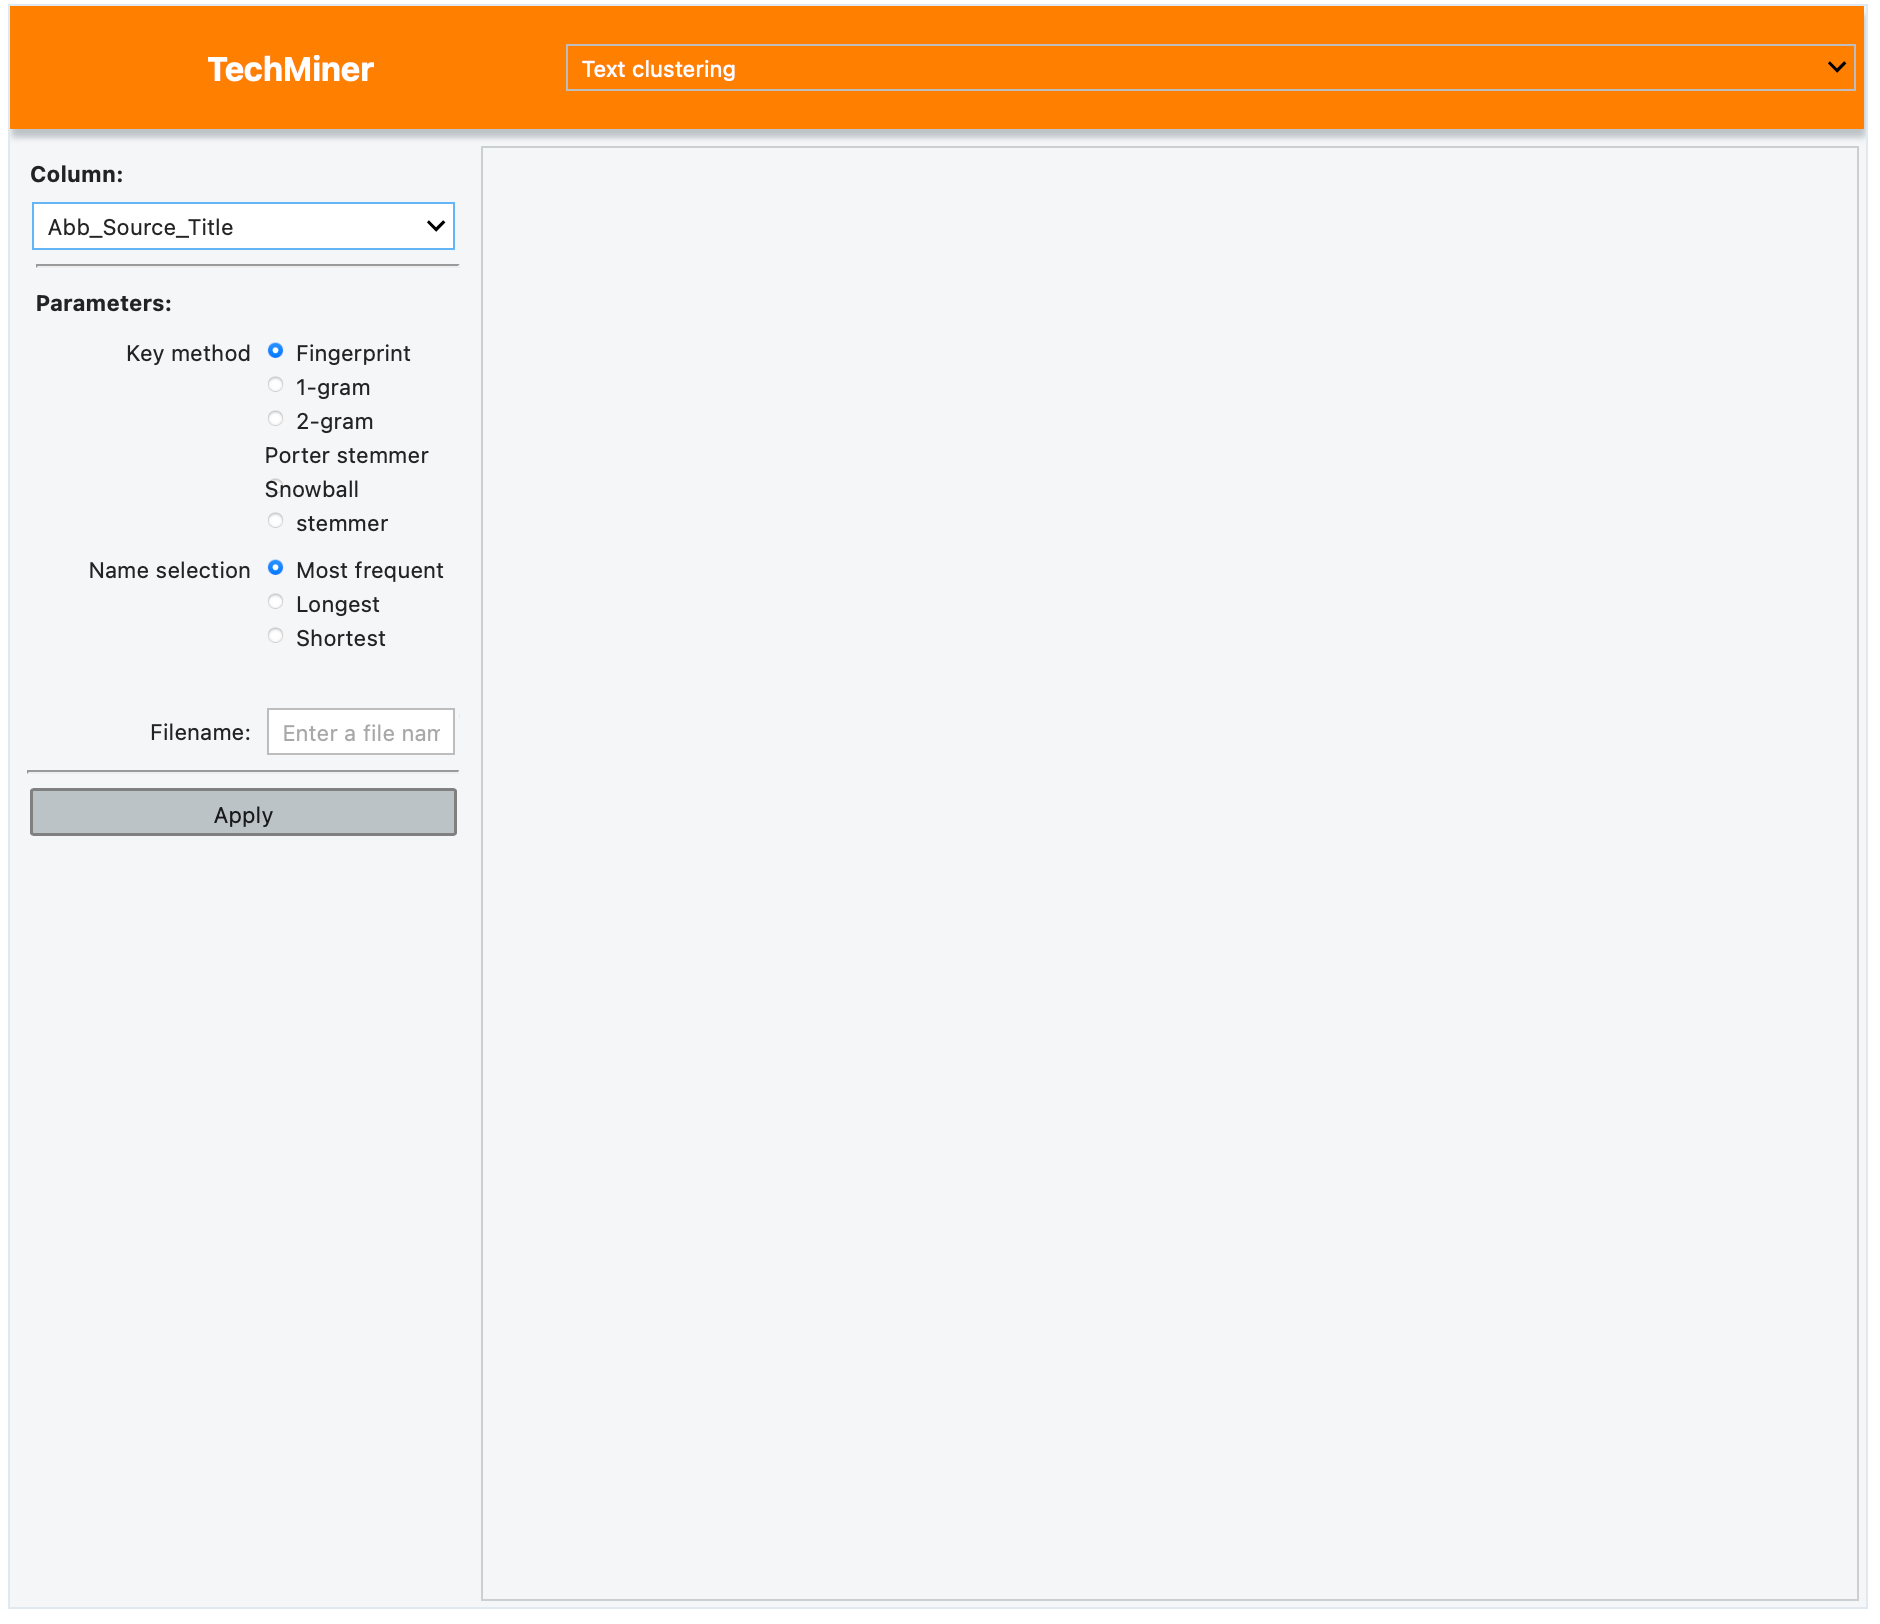 TechMiner
Text clustering
Column:
Abb_Source_Title
Parameters:
Key method
Fingerprint
1-gram
2-gram
Porter stemmer
Snowball
stemmer
Name selection
Most frequent
Longest
Shortest
Filename:
Enter a file nam
Apply